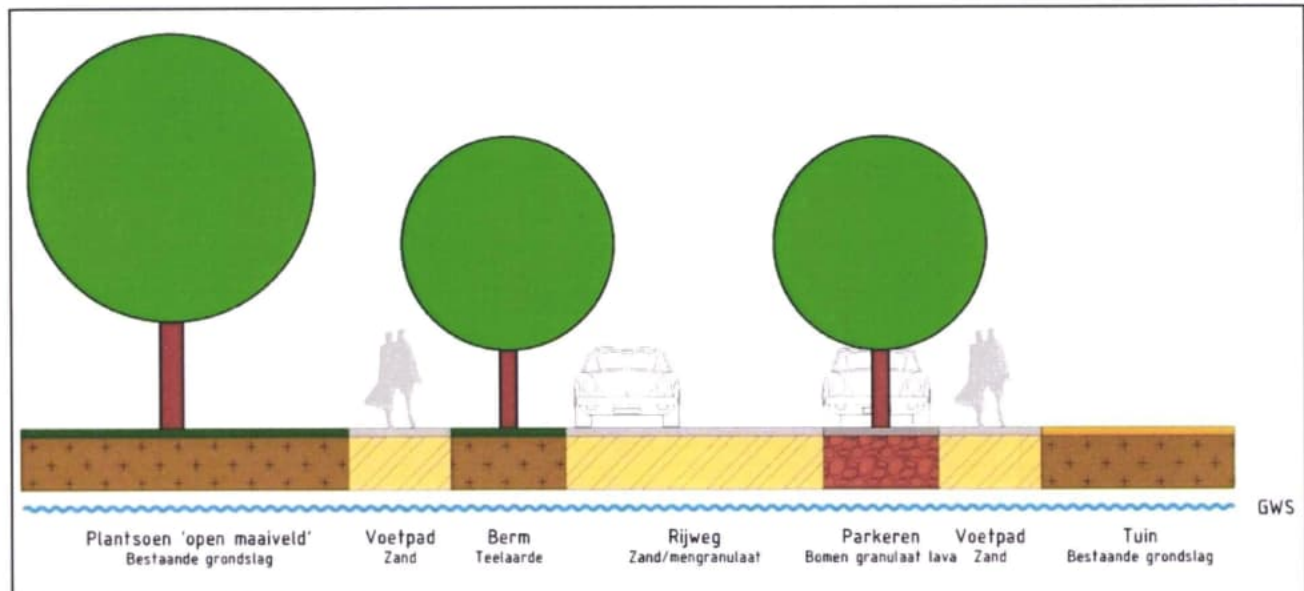 GWS
Plantsoen 'open maaiveld'
Bestaande grondslag
Voetpad
Zand
Berm
Teelaarde
Rijweg
Zand/mengranulaat
Parkeren
Bomen granulaat lava
Voetpad
Zand
Tuin
Bestaande grondslag